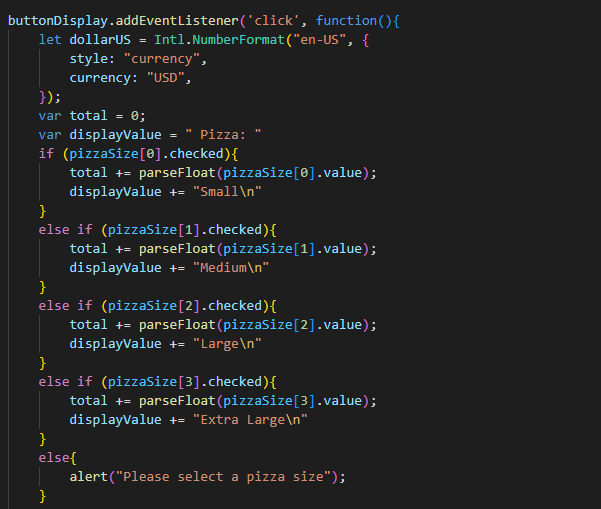 buttonDisplay.addEventListener('click', function(){
    let dollarUS = Intl.NumberFormat("en-US", {
        style: "currency",
        currency: "USD",
    });
    var total = 0;
    var displayValue = " Pizza: "
    if (pizzaSize[0].checked){
        total += parseFloat(pizzaSize[0].value);
        displayValue += "Small\n"
    }
    else if (pizzaSize[1].checked){
        total += parseFloat(pizzaSize[1].value);
        displayValue += "Medium\n"
    }
    else if (pizzaSize[2].checked){
        total += parseFloat(pizzaSize[2].value);
        displayValue += "Large\n"
    }
    else if (pizzaSize[3].checked){
        total += parseFloat(pizzaSize[3].value);
        displayValue += "Extra Large\n"
    }
    else{
        alert("Please select a pizza size");
    }